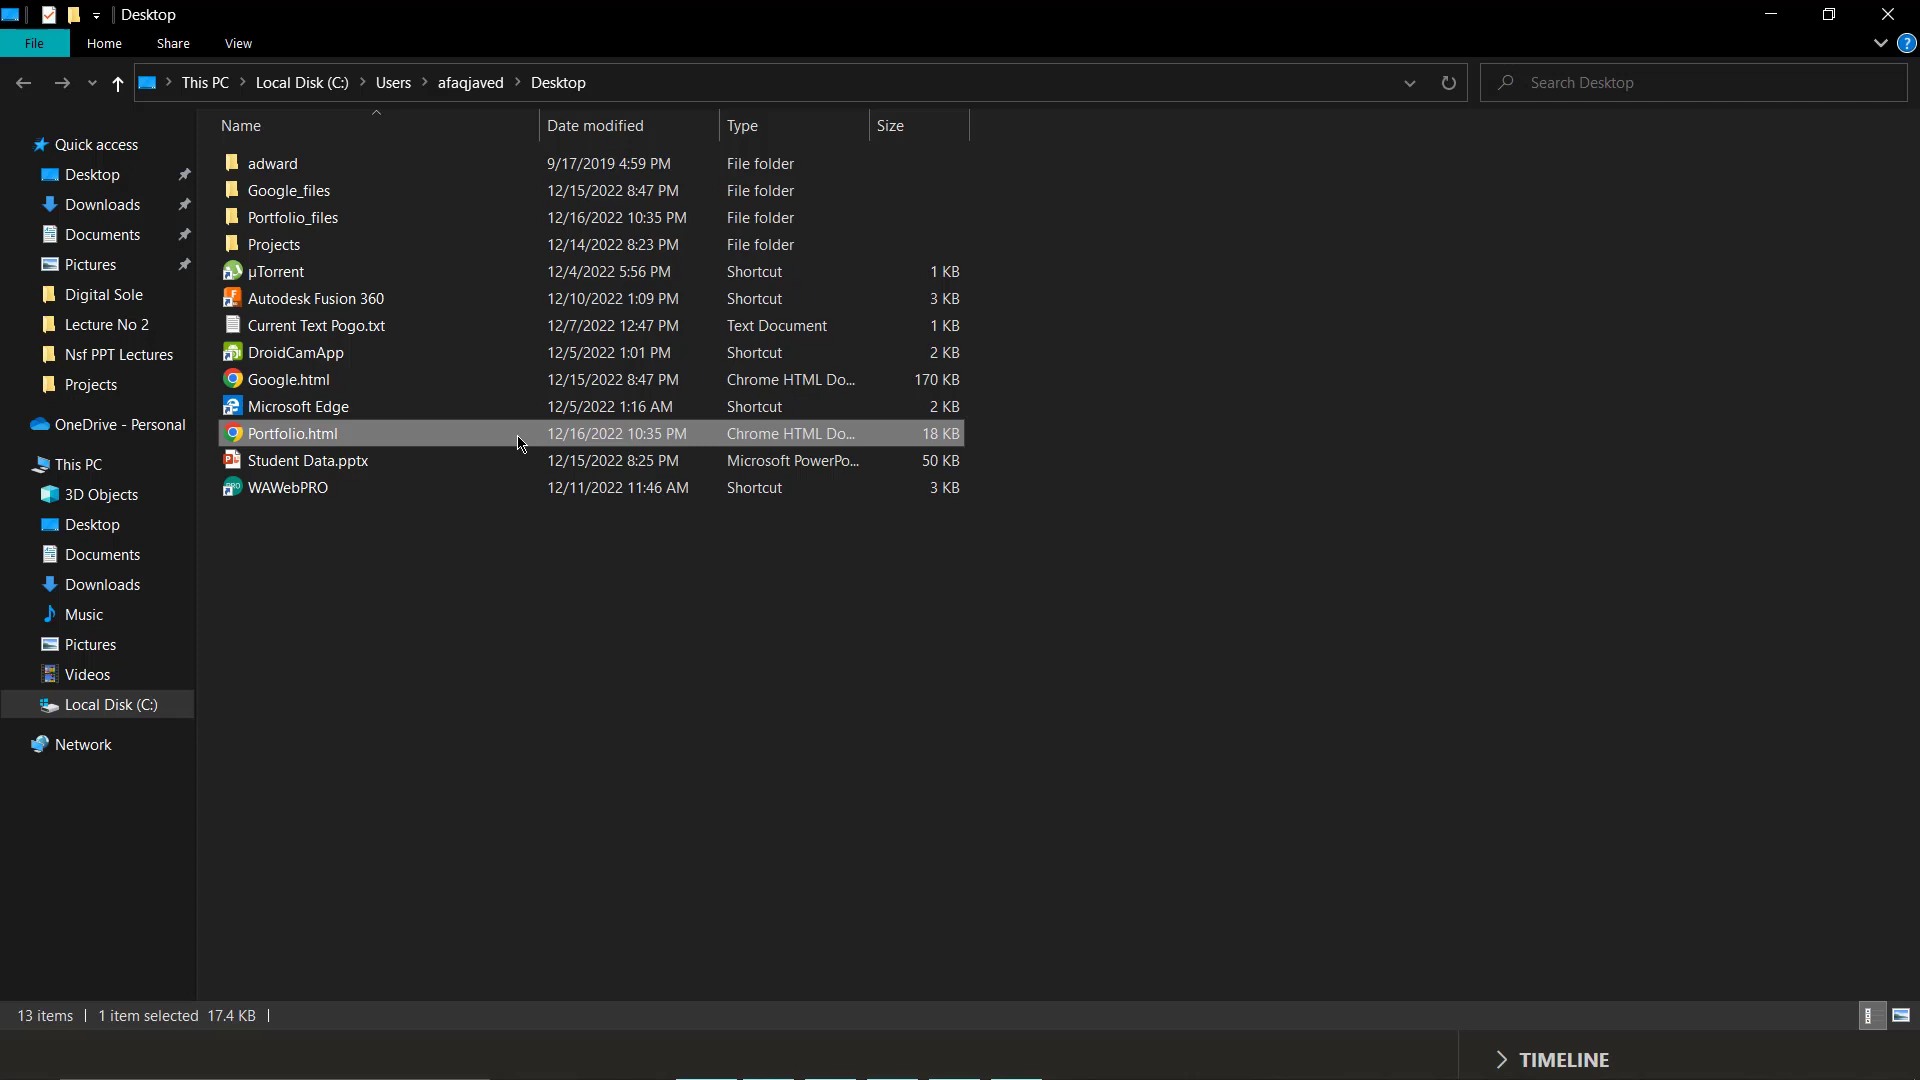 Desktop
File Home Share View
This PC Local Disk (C:) Users afaqjaved Desktop Search Desktop
Name Date modified Type Size
Quick access
Desktop
Downloads
Documents
Pictures
Digital Sole
Lecture No 2
Nsf PPT Lectures
Projects
OneDrive - Personal
This PC
3D Objects
Desktop
Documents
Downloads
Music
Pictures
Videos
Local Disk (C:)
Network
adward 9/17/2019 4:59 PM File folder
Google_files 12/15/2022 8:47 PM File folder
Portfolio_files 12/16/2022 10:35 PM File folder
Projects 12/14/2022 8:23 PM File folder
µTorrent 12/4/2022 5:56 PM Shortcut 1 KB
Autodesk Fusion 360 12/10/2022 1:09 PM Shortcut 3 KB
Current Text Pogo.txt 12/7/2022 12:47 PM Text Document 1 KB
DroidCamApp 12/5/2022 1:01 PM Shortcut 2 KB
Google.html 12/15/2022 8:47 PM Chrome HTML Do... 170 KB
Microsoft Edge 12/5/2022 1:16 AM Shortcut 2 KB
Portfolio.html 12/16/2022 10:35 PM Chrome HTML Do... 18 KB
Student Data.pptx 12/15/2022 8:25 PM Microsoft PowerPo... 50 KB
WAWebPRO 12/11/2022 11:46 AM Shortcut 3 KB
13 items 1 item selected 17.4 KB
TIMELINE